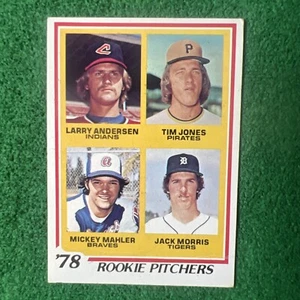 LARRY ANDERSEN
INDIANS
TIM JONES
PIRATES
MICKEY MAHLER
BRAVES
JACK MORRIS
TIGERS
'78 ROOKIE PITCHERS